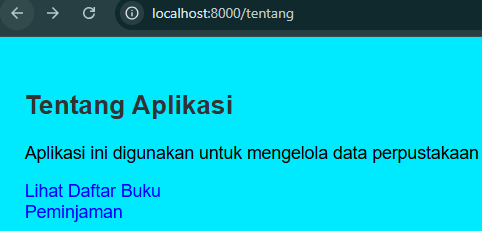 localhost:8000/tentang
Tentang Aplikasi
Aplikasi ini digunakan untuk mengelola data perpustakaan
Lihat Daftar Buku
Peminjaman